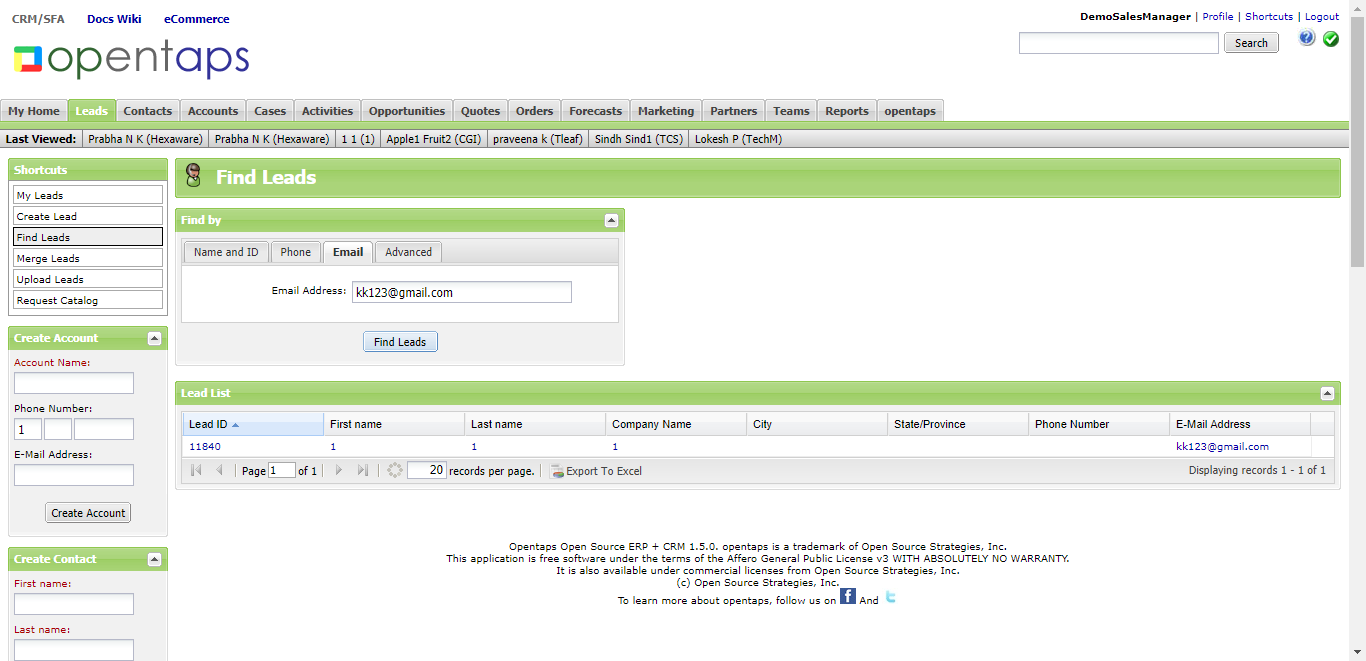 CRM/SFA Docs Wiki eCommerce
DemoSalesManager | Profile | Shortcuts | Logout
opentaps
Search
My Home Leads Contacts Accounts Cases Activities Opportunities Quotes Orders Forecasts Marketing Partners Teams Reports opentaps
Last Viewed: Prabha N K (Hexaware) Prabha N K (Hexaware) 1 1 (1) Apple1 Fruit2 (CGI) praveena k (Tleaf) Sindh Sind1 (TCS) Lokesh P (TechM)
Shortcuts
My Leads
Create Lead
Find Leads
Merge Leads
Upload Leads
Request Catalog
Create Account
Account Name:
Phone Number:
1
E-Mail Address:
Create Account
Create Contact
First name:
Last name:
Find Leads
Find by
Name and ID Phone Email Advanced
Email Address: kk123@gmail.com
Find Leads
Lead List
Lead ID First name Last name Company Name City State/Province Phone Number E-Mail Address
11840 1 1 1 kk123@gmail.com
Page 1 of 1 20 records per page. Export To Excel Displaying records 1 - 1 of 1
Opentaps Open Source ERP + CRM 1.5.0. opentaps is a trademark of Open Source Strategies, Inc.
This application is free software under the terms of the Affero General Public License v3 WITH ABSOLUTELY NO WARRANTY.
It is also available under commercial licenses from Open Source Strategies, Inc.
(c) Open Source Strategies, Inc.
To learn more about opentaps, follow us on f And t